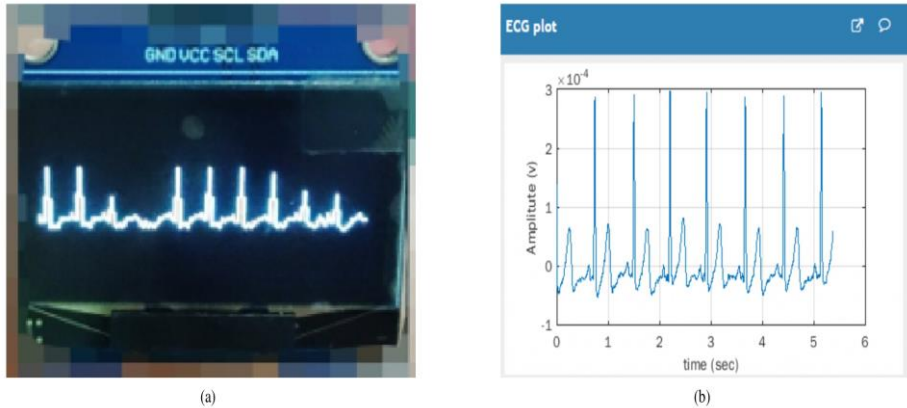 GND VCC SCL SDA
ECG plot
×10⁻⁴
3
2
1
0
-1
Amplitute (v)
0 1 2 3 4 5 6
time (sec)
(a)
(b)